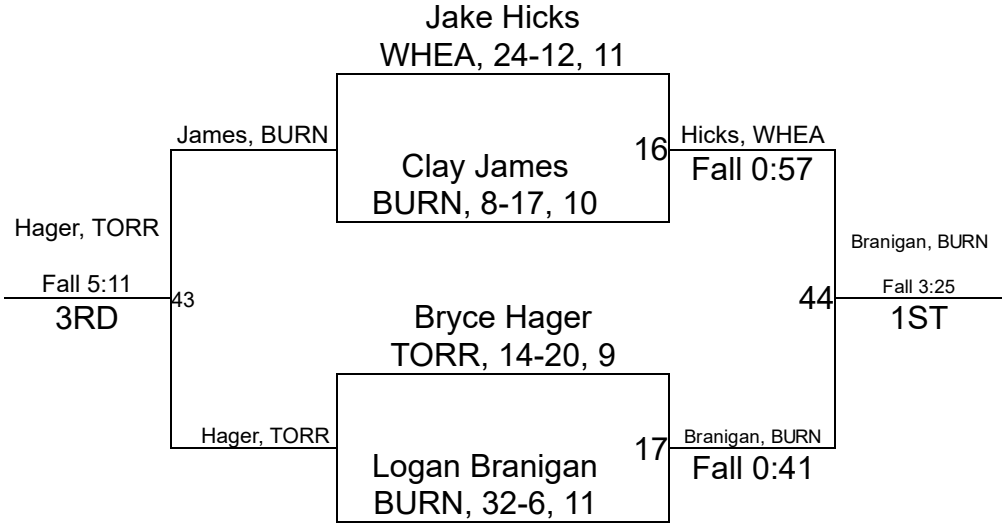 Jake Hicks
WHEA, 24-12, 11
James, BURN
16
Hicks, WHEA
Fall 0:57
Clay James
BURN, 8-17, 10
Hager, TORR
Fall 5:11
3RD
43
Branigan, BURN
Fall 3:25
1ST
44
Bryce Hager
TORR, 14-20, 9
Hager, TORR
17
Branigan, BURN
Fall 0:41
Logan Branigan
BURN, 32-6, 11